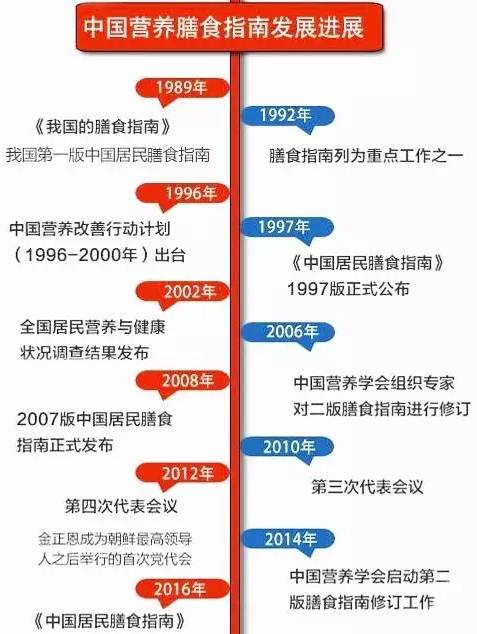 中国营养膳食指南发展进展
1989年
《我国的膳食指南》
我国第一版中国居民膳食指南
1992年
膳食指南列为重点工作之一
1996年
中国营养改善行动计划
（1996-2000年）出台
1997年
《中国居民膳食指南》
1997版正式公布
2002年
全国居民营养与健康
状况调查结果发布
2006年
中国营养学会组织专家
对二版膳食指南进行修订
2008年
2007版中国居民膳食
指南正式发布
2010年
第三次代表会议
2012年
第四次代表会议
金正恩成为朝鲜最高领导
人之后举行的首次党代会
2014年
中国营养学会启动第二
版膳食指南修订工作
2016年
《中国居民膳食指南》